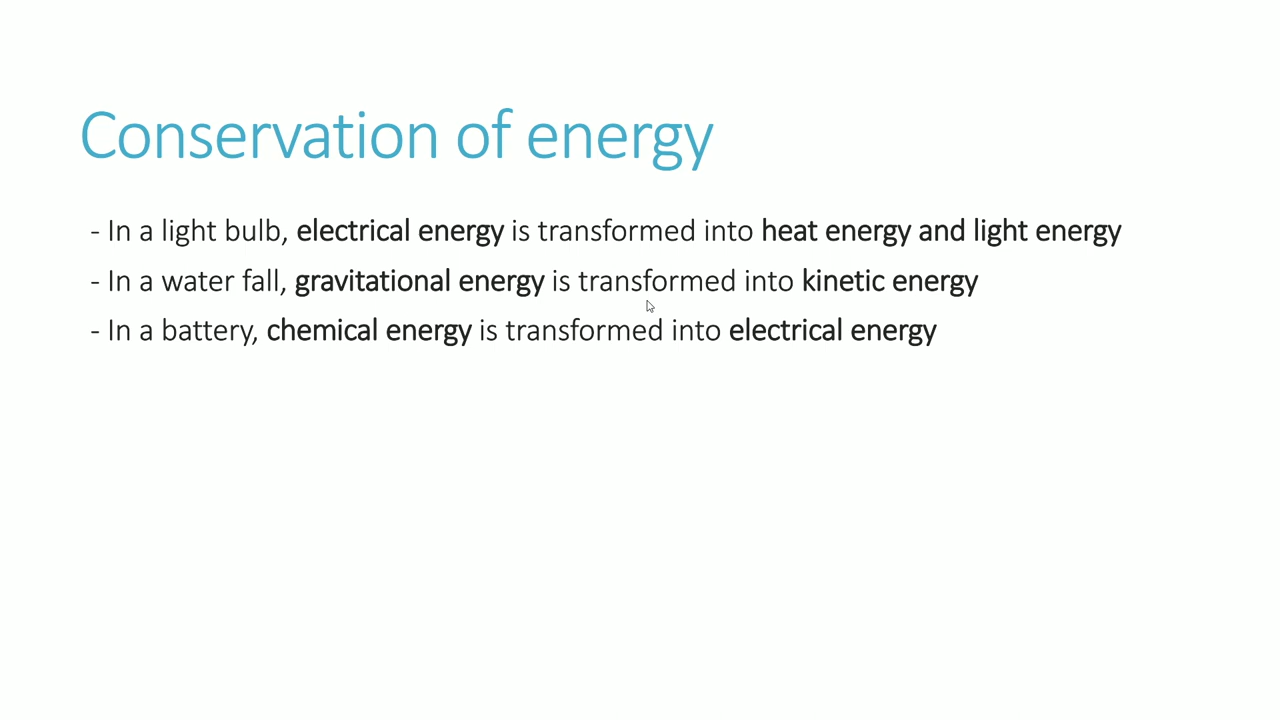 Conservation of energy
- In a light bulb, electrical energy is transformed into heat energy and light energy
- In a water fall, gravitational energy is transformed into kinetic energy
- In a battery, chemical energy is transformed into electrical energy